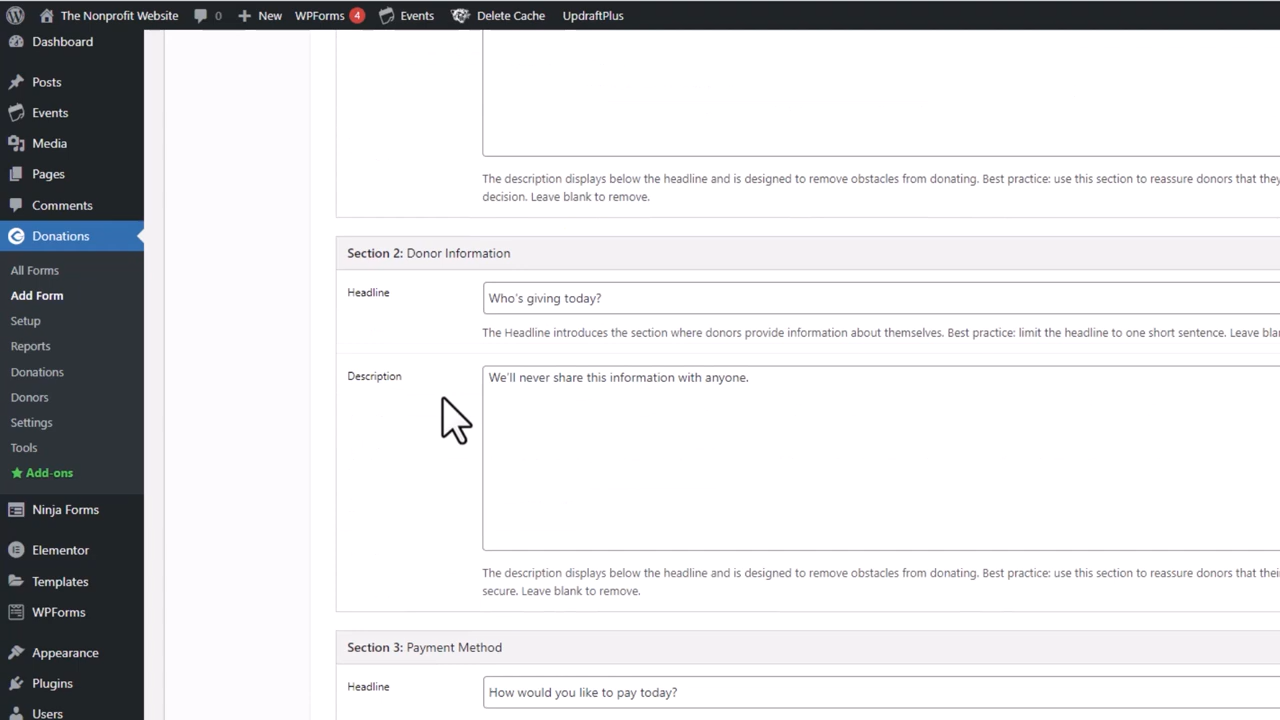 The Nonprofit Website 0 New WPForms 4 Events Delete Cache UpdraftPlus
Dashboard
Posts
Events
Media
Pages
Comments
Donations
All Forms
Add Form
Setup
Reports
Donations
Donors
Settings
Tools
Add-ons
Ninja Forms
Elementor
Templates
WPForms
Appearance
Plugins
Users
The description displays below the headline and is designed to remove obstacles from donating. Best practice: use this section to reassure donors that they
decision. Leave blank to remove.
Section 2: Donor Information
Headline
Who's giving today?
The Headline introduces the section where donors provide information about themselves. Best practice: limit the headline to one short sentence. Leave
Description
We'll never share this information with anyone.
The description displays below the headline and is designed to remove obstacles from donating. Best practice: use this section to reassure donors that
secure. Leave blank to remove.
Section 3: Payment Method
Headline
How would you like to pay today?